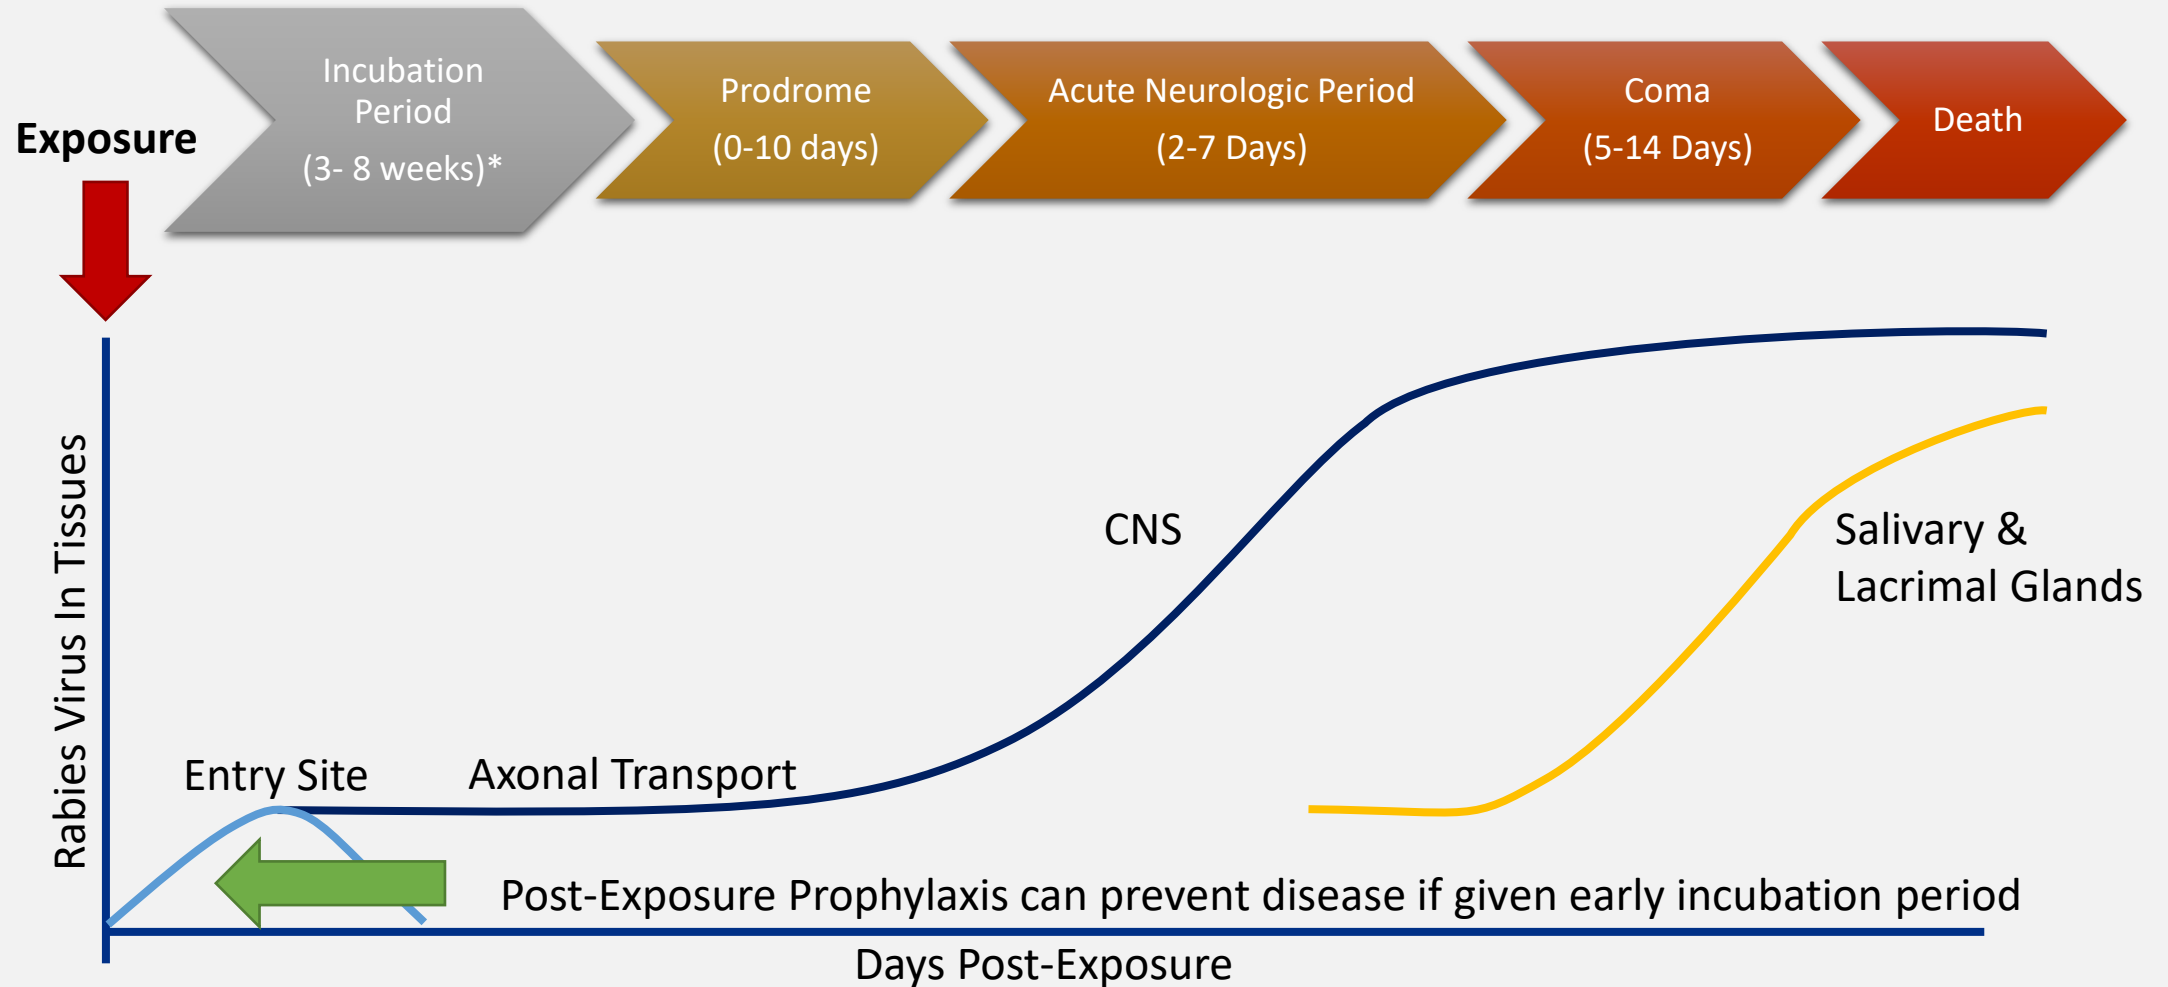 Exposure
Incubation
Period
(3- 8 weeks)*
Prodrome
(0-10 days)
Acute Neurologic Period
(2-7 Days)
Coma
(5-14 Days)
Death
Rabies Virus In Tissues
Entry Site
Axonal Transport
CNS
Salivary &
Lacrimal Glands
Post-Exposure Prophylaxis can prevent disease if given early incubation period
Days Post-Exposure